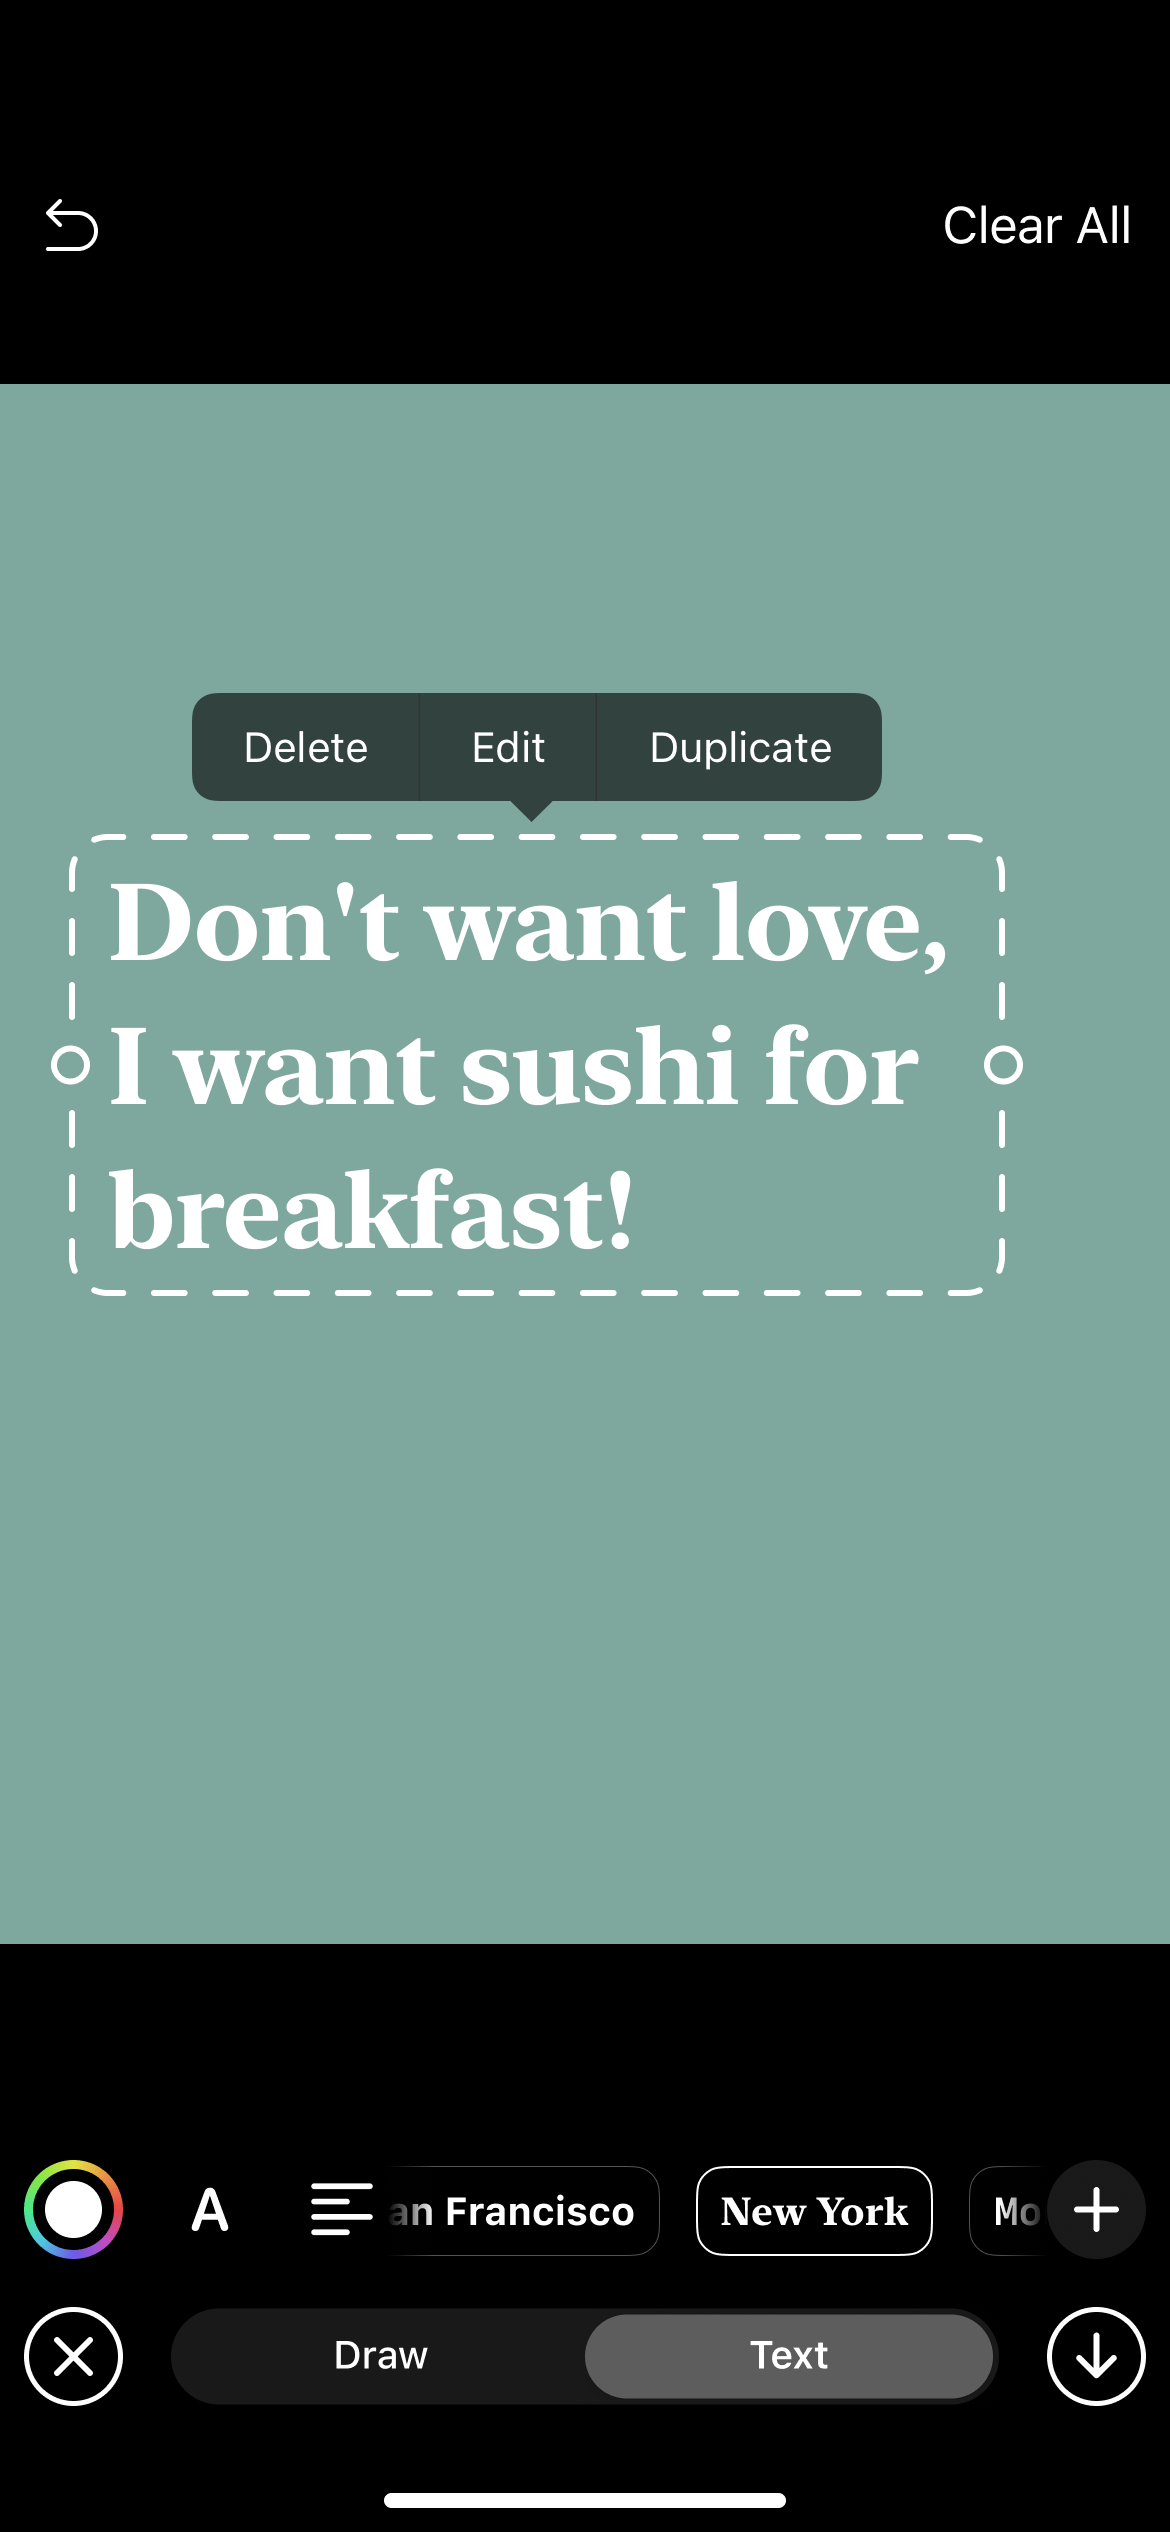 Clear All
Delete Edit Duplicate
Don't want love,
I want sushi for
breakfast!
A an Francisco New York Mo
Draw Text